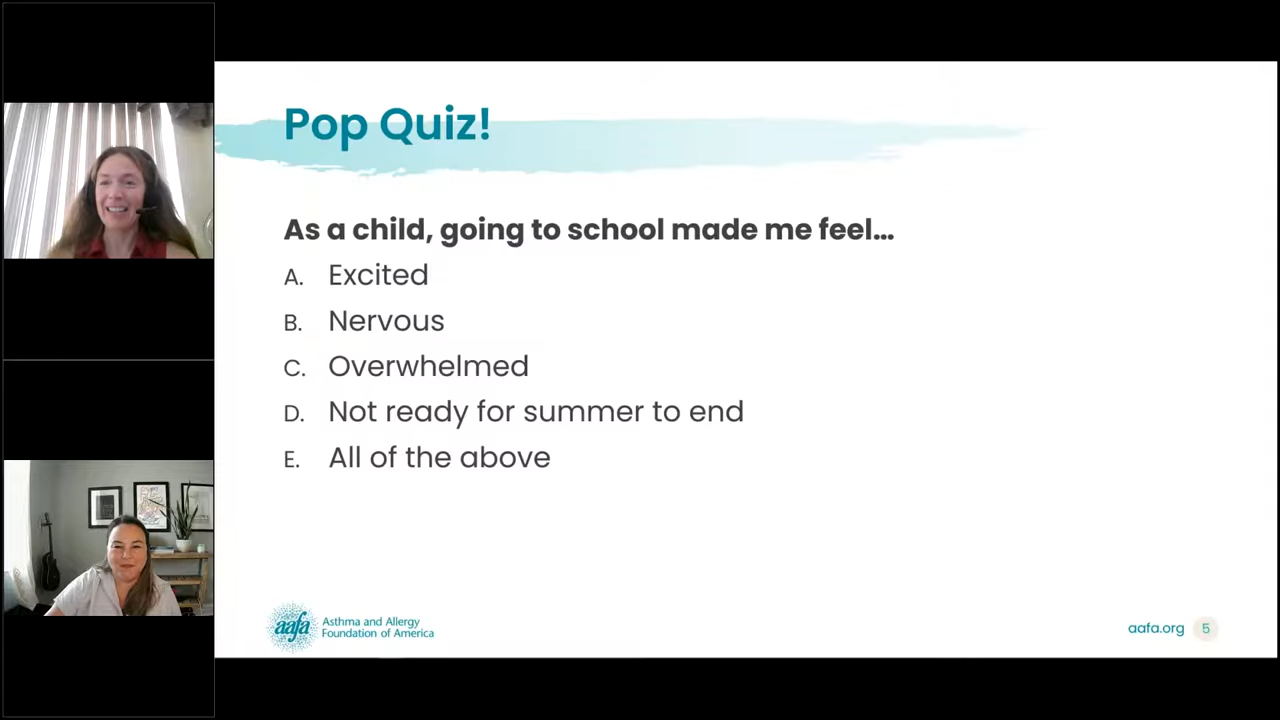 Pop Quiz!
As a child, going to school made me feel...
A. Excited
B. Nervous
C. Overwhelmed
D. Not ready for summer to end
E. All of the above
aafa
Asthma and Allergy
Foundation of America
aafa.org 5